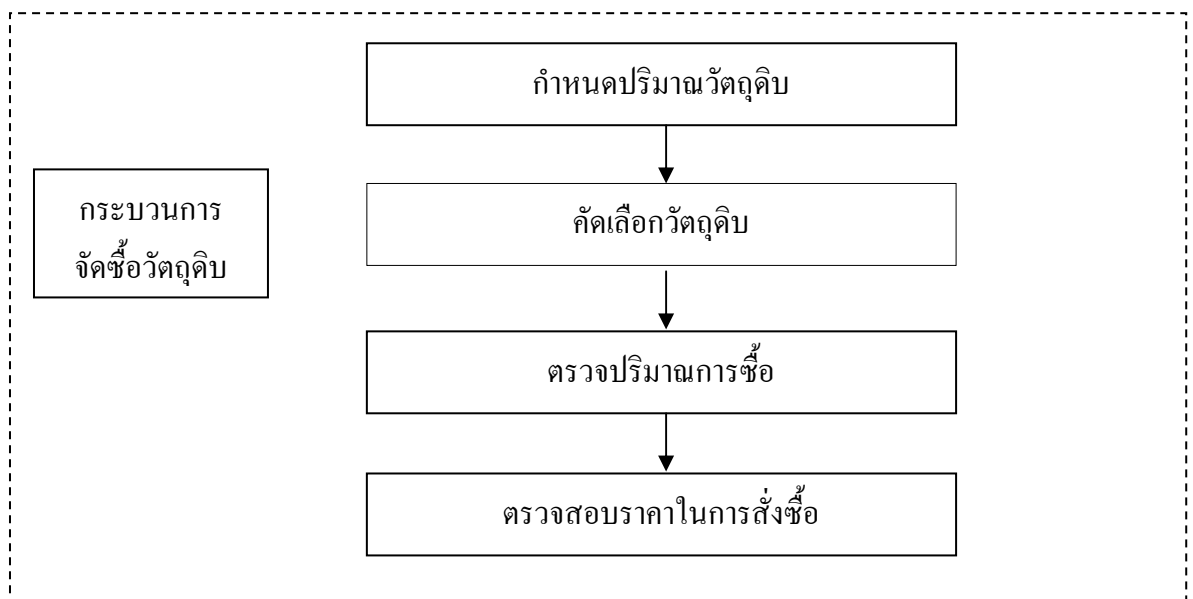 กำหนดปริมาณวัตถุดิบ
กระบวนการ
จัดซื้อวัตถุดิบ
คัดเลือกวัตถุดิบ
ตรวจปริมาณการซื้อ
ตรวจสอบราคาในการสั่งซื้อ